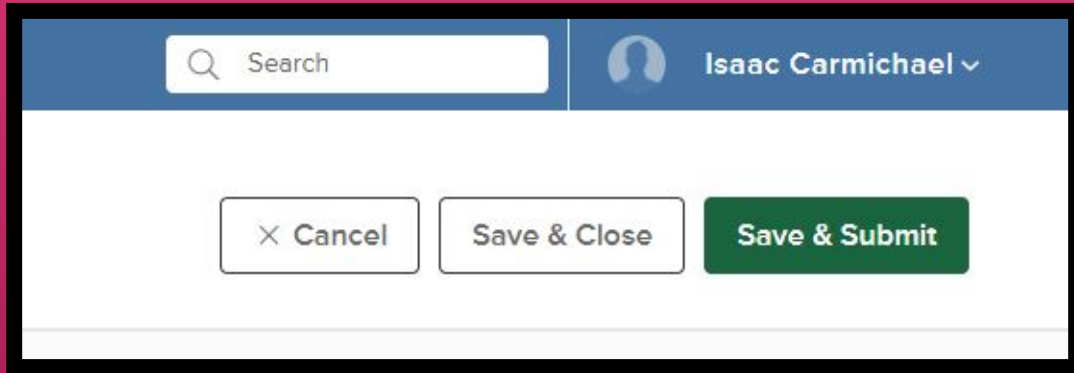 Search
Isaac Carmichael
Cancel
Save & Close
Save & Submit